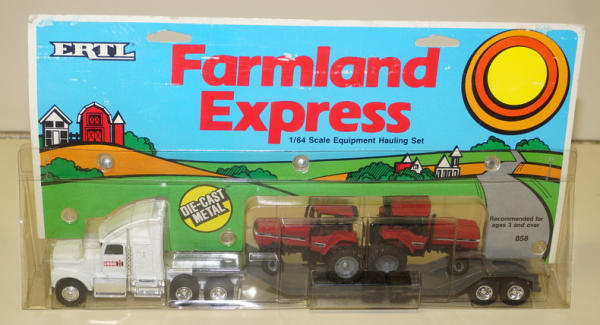 ERTL
Farmland
Express
1/64 Scale Equipment Hauling Set
DIE-CAST
METAL
Recommended for
ages 3 and over
858